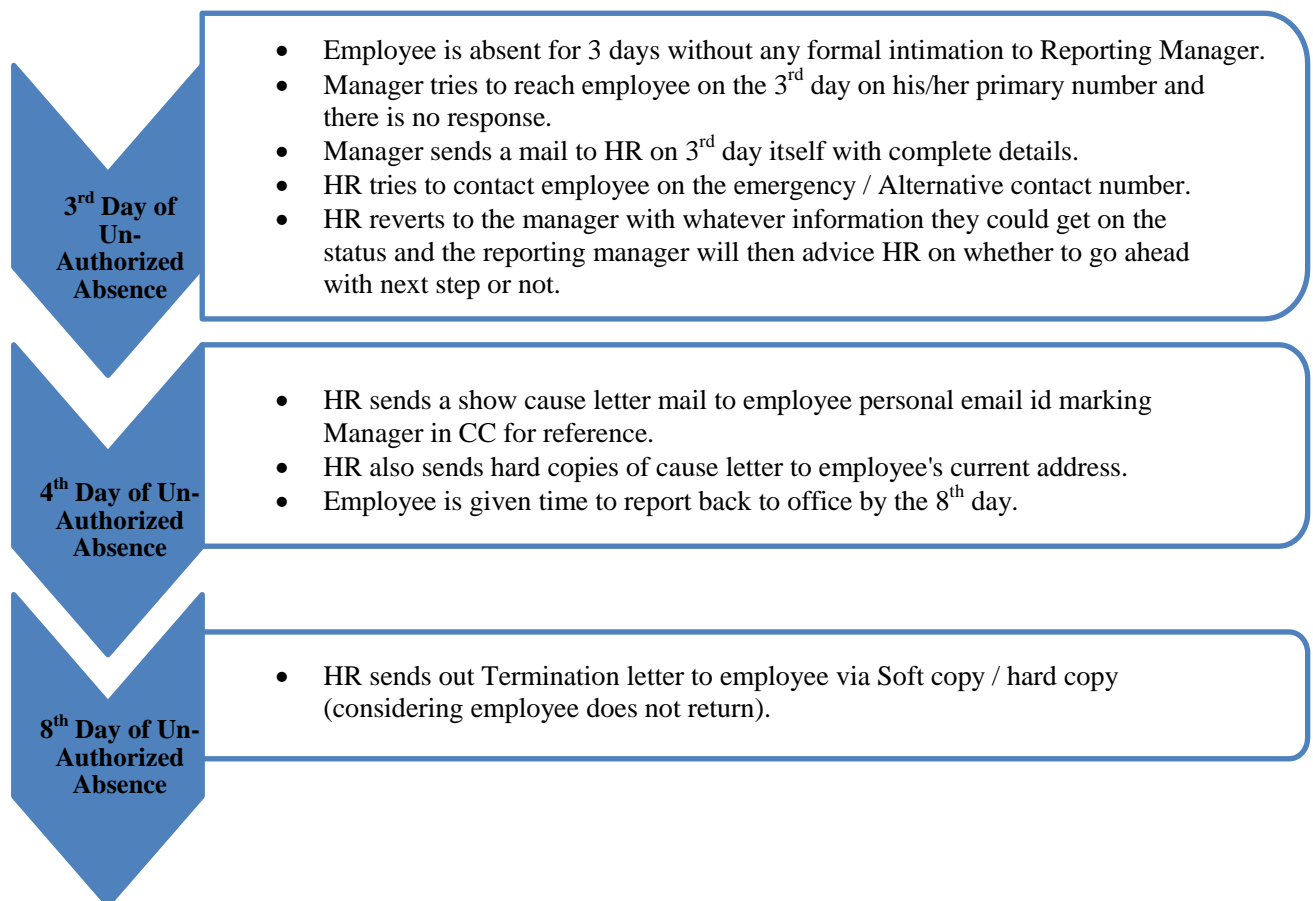 • Employee is absent for 3 days without any formal intimation to Reporting Manager.
• Manager tries to reach employee on the 3rd day on his/her primary number and
there is no response.
• Manager sends a mail to HR on 3rd day itself with complete details.
• HR tries to contact employee on the emergency / Alternative contact number.
• HR reverts to the manager with whatever information they could get on the
status and the reporting manager will then advice HR on whether to go ahead
with next step or not.
3rd Day of
Un-
Authorized
Absence
• HR sends a show cause letter mail to employee personal email id marking
Manager in CC for reference.
• HR also sends hard copies of cause letter to employee's current address.
• Employee is given time to report back to office by the 8th day.
4th Day of Un-
Authorized
Absence
• HR sends out Termination letter to employee via Soft copy / hard copy
(considering employee does not return).
8th Day of Un-
Authorized
Absence